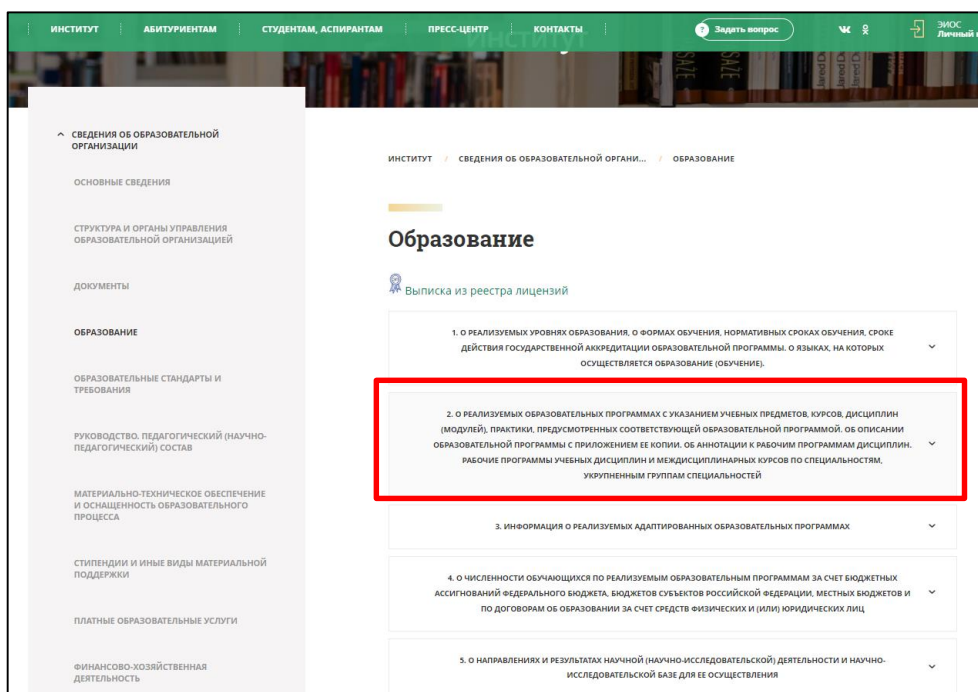 ИНСТИТУТ
АБИТУРИЕНТАМ
СТУДЕНТАМ, АСПИРАНТАМ
ПРЕСС-ЦЕНТР
КОНТАКТЫ
? Задать вопрос
ЭИОС
Личный
ИНСТИТУТ
СВЕДЕНИЯ ОБ ОБРАЗОВАТЕЛЬНОЙ
ОРГАНИЗАЦИИ
ОСНОВНЫЕ СВЕДЕНИЯ
СТРУКТУРА И ОРГАНЫ УПРАВЛЕНИЯ
ОБРАЗОВАТЕЛЬНОЙ ОРГАНИЗАЦИЕЙ
ДОКУМЕНТЫ
ОБРАЗОВАНИЕ
ОБРАЗОВАТЕЛЬНЫЕ СТАНДАРТЫ И
ТРЕБОВАНИЯ
РУКОВОДСТВО. ПЕДАГОГИЧЕСКИЙ (НАУЧНО-
ПЕДАГОГИЧЕСКИЙ) СОСТАВ
МАТЕРИАЛЬНО-ТЕХНИЧЕСКОЕ ОБЕСПЕЧЕНИЕ
И ОСНАЩЕННОСТЬ ОБРАЗОВАТЕЛЬНОГО
ПРОЦЕССА
СТИПЕНДИИ И ИНЫЕ ВИДЫ МАТЕРИАЛЬНОЙ
ПОДДЕРЖКИ
ПЛАТНЫЕ ОБРАЗОВАТЕЛЬНЫЕ УСЛУГИ
ФИНАНСОВО-ХОЗЯЙСТВЕННАЯ
ДЕЯТЕЛЬНОСТЬ
ИНСТИТУТ / СВЕДЕНИЯ ОБ ОБРАЗОВАТЕЛЬНОЙ ОРГАНИ... / ОБРАЗОВАНИЕ
Образование
Выписка из реестра лицензий
1. О РЕАЛИЗУЕМЫХ УРОВНЯХ ОБРАЗОВАНИЯ, О ФОРМАХ ОБУЧЕНИЯ, НОРМАТИВНЫХ СРОКАХ ОБУЧЕНИЯ, СРОКЕ
ДЕЙСТВИЯ ГОСУДАРСТВЕННОЙ АККРЕДИТАЦИИ ОБРАЗОВАТЕЛЬНОЙ ПРОГРАММЫ. О ЯЗЫКАХ, НА КОТОРЫХ
ОСУЩЕСТВЛЯЕТСЯ ОБРАЗОВАНИЕ (ОБУЧЕНИЕ).
2. О РЕАЛИЗУЕМЫХ ОБРАЗОВАТЕЛЬНЫХ ПРОГРАММАХ С УКАЗАНИЕМ УЧЕБНЫХ ПРЕДМЕТОВ, КУРСОВ, ДИСЦИПЛИН
(МОДУЛЕЙ), ПРАКТИКИ, ПРЕДУСМОТРЕННЫХ СООТВЕТСТВУЮЩЕЙ ОБРАЗОВАТЕЛЬНОЙ ПРОГРАММОЙ. ОБ ОПИСАНИИ
ОБРАЗОВАТЕЛЬНОЙ ПРОГРАММЫ С ПРИЛОЖЕНИЕМ ЕЕ КОПИИ. ОБ АННОТАЦИИ К РАБОЧИМ ПРОГРАММАМ ДИСЦИПЛИН.
РАБОЧИЕ ПРОГРАММЫ УЧЕБНЫХ ДИСЦИПЛИН И МЕЖДИСЦИПЛИНАРНЫХ КУРСОВ ПО СПЕЦИАЛЬНОСТЯМ,
УКРУПНЕННЫМ ГРУППАМ СПЕЦИАЛЬНОСТЕЙ
3. ИНФОРМАЦИЯ О РЕАЛИЗУЕМЫХ АДАПТИРОВАННЫХ ОБРАЗОВАТЕЛЬНЫХ ПРОГРАММАХ
4. О ЧИСЛЕННОСТИ ОБУЧАЮЩИХСЯ ПО РЕАЛИЗУЕМЫМ ОБРАЗОВАТЕЛЬНЫМ ПРОГРАММАМ ЗА СЧЕТ БЮДЖЕТНЫХ
АССИГНОВАНИЙ ФЕДЕРАЛЬНОГО БЮДЖЕТА, БЮДЖЕТОВ СУБЪЕКТОВ РОССИЙСКОЙ ФЕДЕРАЦИИ, МЕСТНЫХ БЮДЖЕТОВ И
ПО ДОГОВОРАМ ОБ ОБРАЗОВАНИИ ЗА СЧЕТ СРЕДСТВ ФИЗИЧЕСКИХ И (ИЛИ) ЮРИДИЧЕСКИХ ЛИЦ
5. О НАПРАВЛЕНИЯХ И РЕЗУЛЬТАТАХ НАУЧНОЙ (НАУЧНО-ИССЛЕДОВАТЕЛЬСКОЙ) ДЕЯТЕЛЬНОСТИ И НАУЧНО-
ИССЛЕДОВАТЕЛЬСКОЙ БАЗЕ ДЛЯ ЕЕ ОСУЩЕСТВЛЕНИЯ